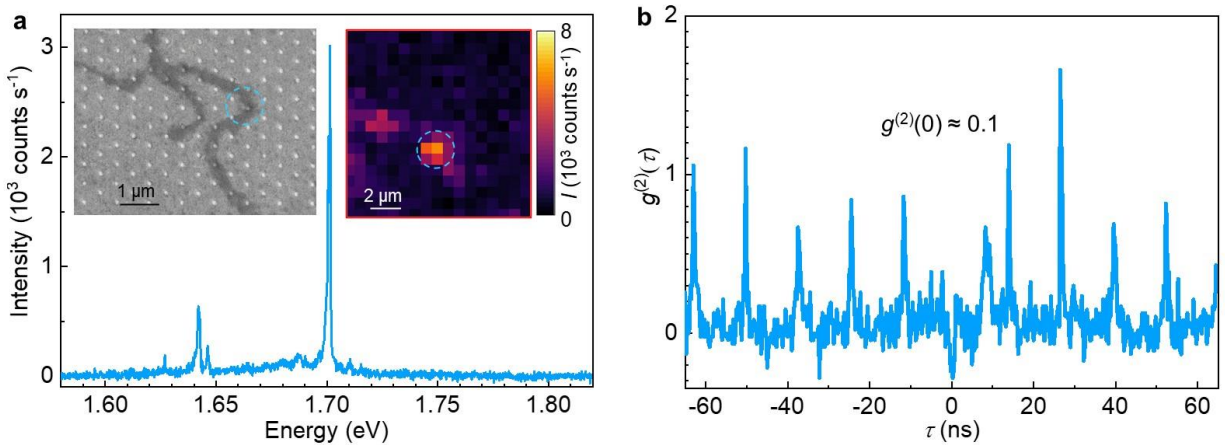 a
3
2
1
0
Intensity (10³ counts s⁻¹)
1.60
1.65
1.70
1.75
1.80
Energy (eV)
1 µm
2 µm
8
0
I (10³ counts s⁻¹)
b
2
1
0
g⁽²⁾(τ)
g⁽²⁾(0) ≈ 0.1
-60
-40
-20
0
20
40
60
τ (ns)